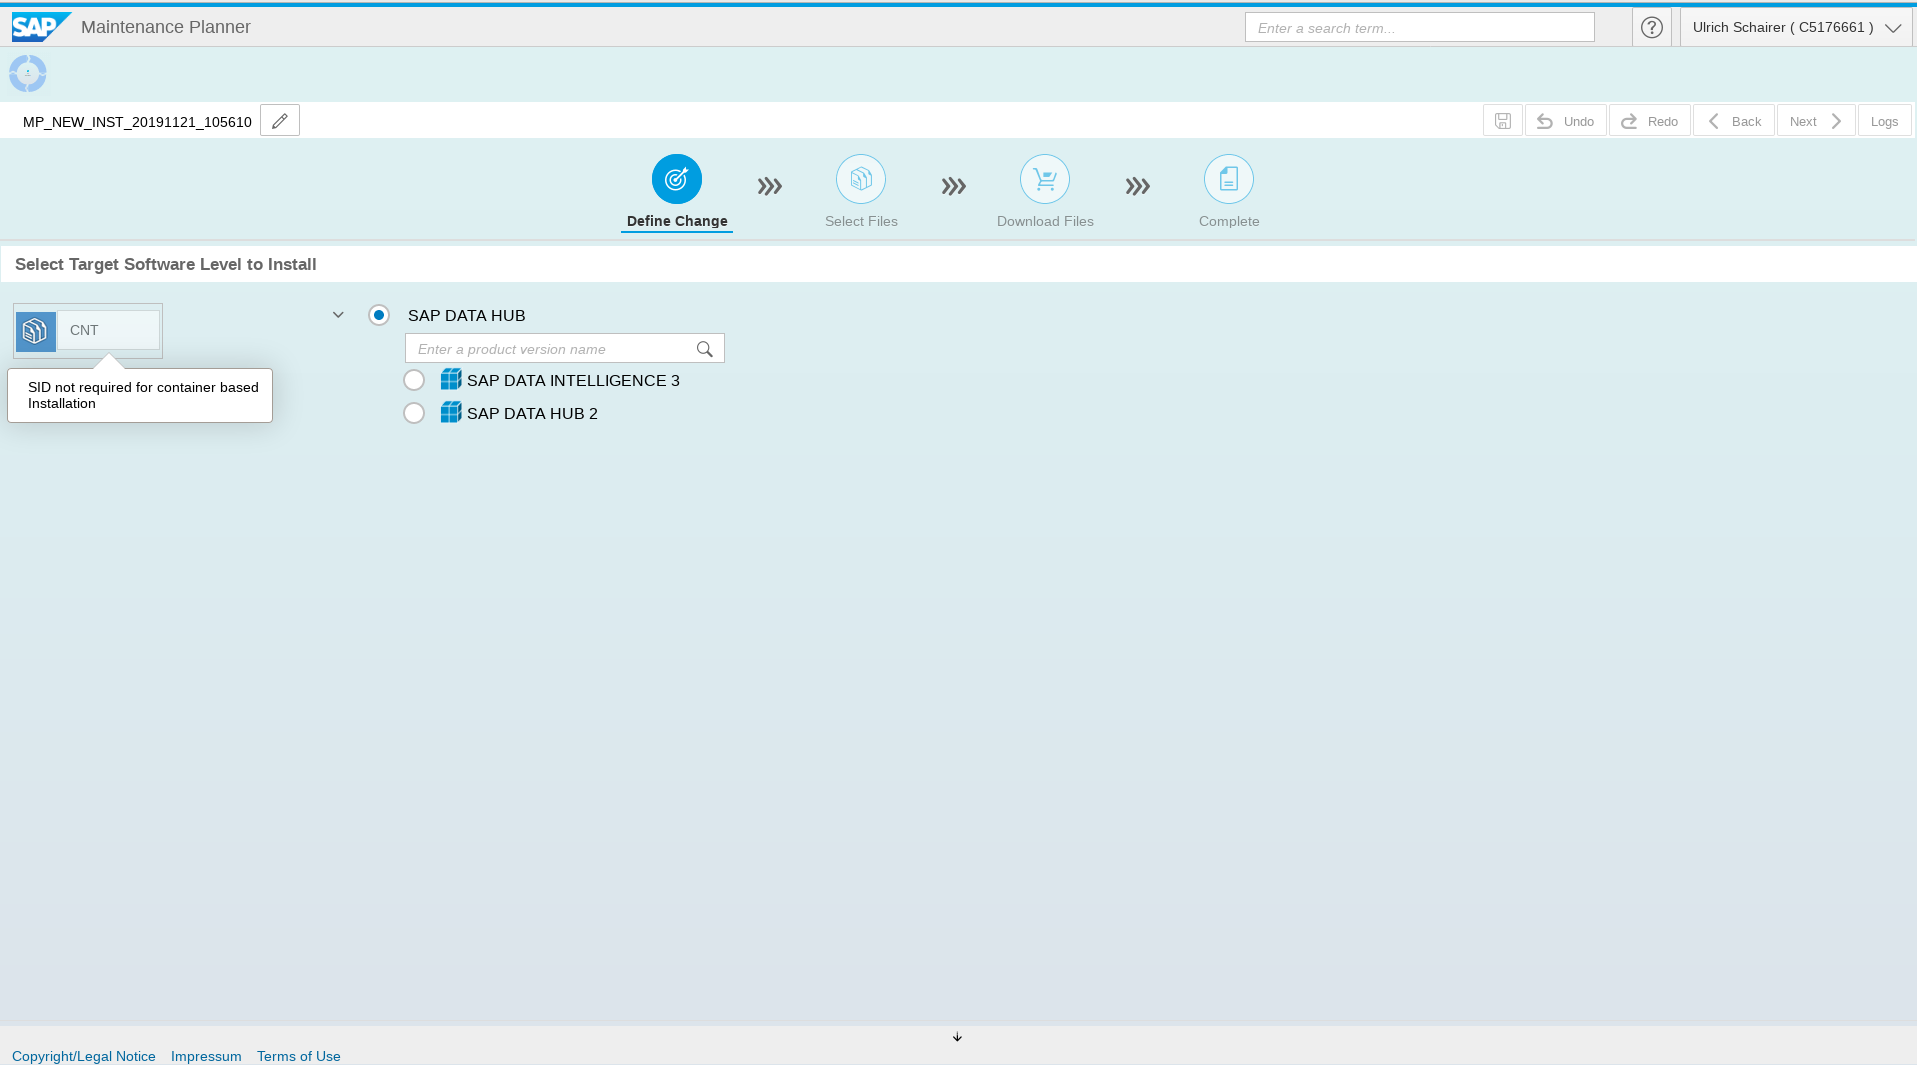 SAP Maintenance Planner
Enter a search term...
Ulrich Schairer ( C5176661 )
MP_NEW_INST_20191121_105610
Undo
Redo
Back
Next
Logs
Define Change
Select Files
Download Files
Complete
Select Target Software Level to Install
CNT
SID not required for container based
Installation
SAP DATA HUB
Enter a product version name
SAP DATA INTELLIGENCE 3
SAP DATA HUB 2
Copyright/Legal Notice Impressum Terms of Use